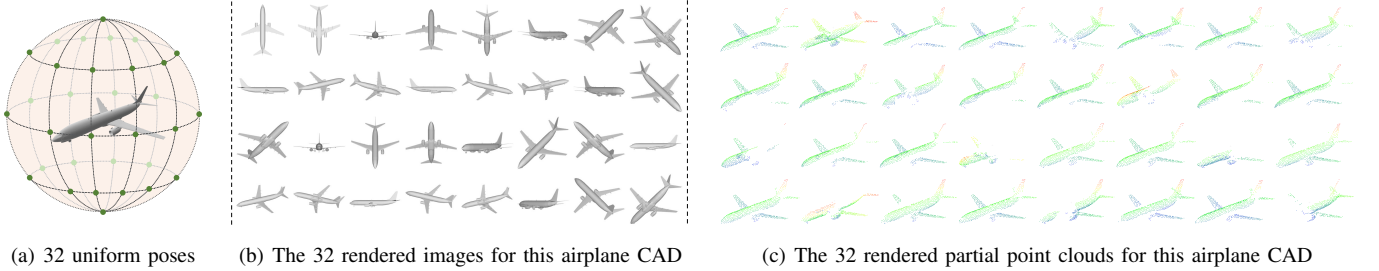 (a) 32 uniform poses
(b) The 32 rendered images for this airplane CAD
(c) The 32 rendered partial point clouds for this airplane CAD